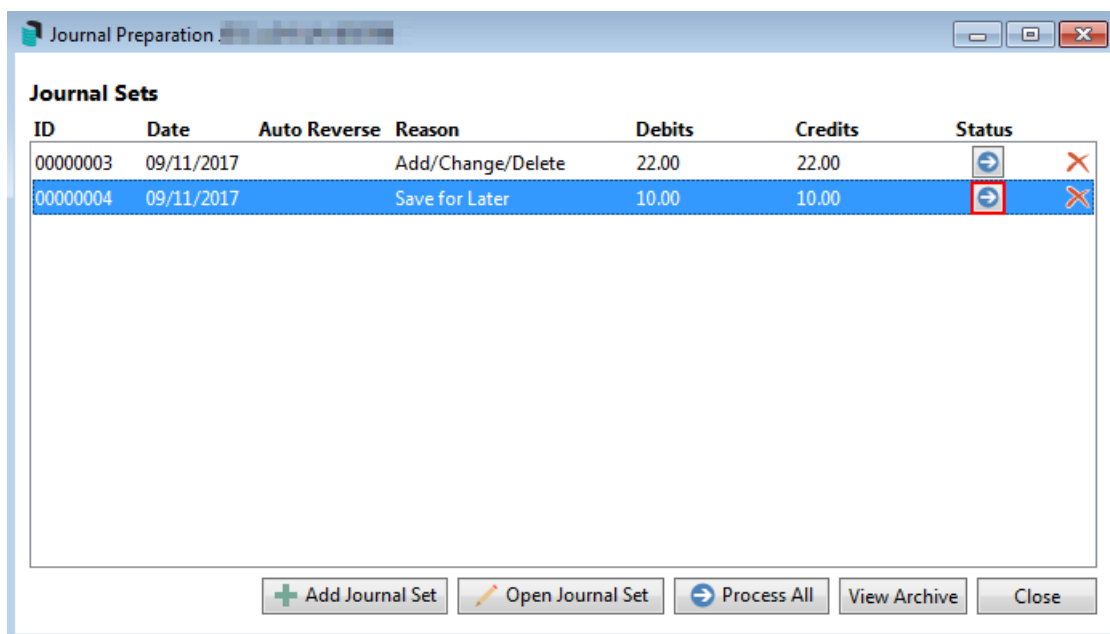 Journal Preparation
Journal Sets
ID Date Auto Reverse Reason Debits Credits Status
00000003 09/11/2017 Add/Change/Delete 22.00 22.00
00000004 09/11/2017 Save for Later 10.00 10.00
Add Journal Set Open Journal Set Process All View Archive Close